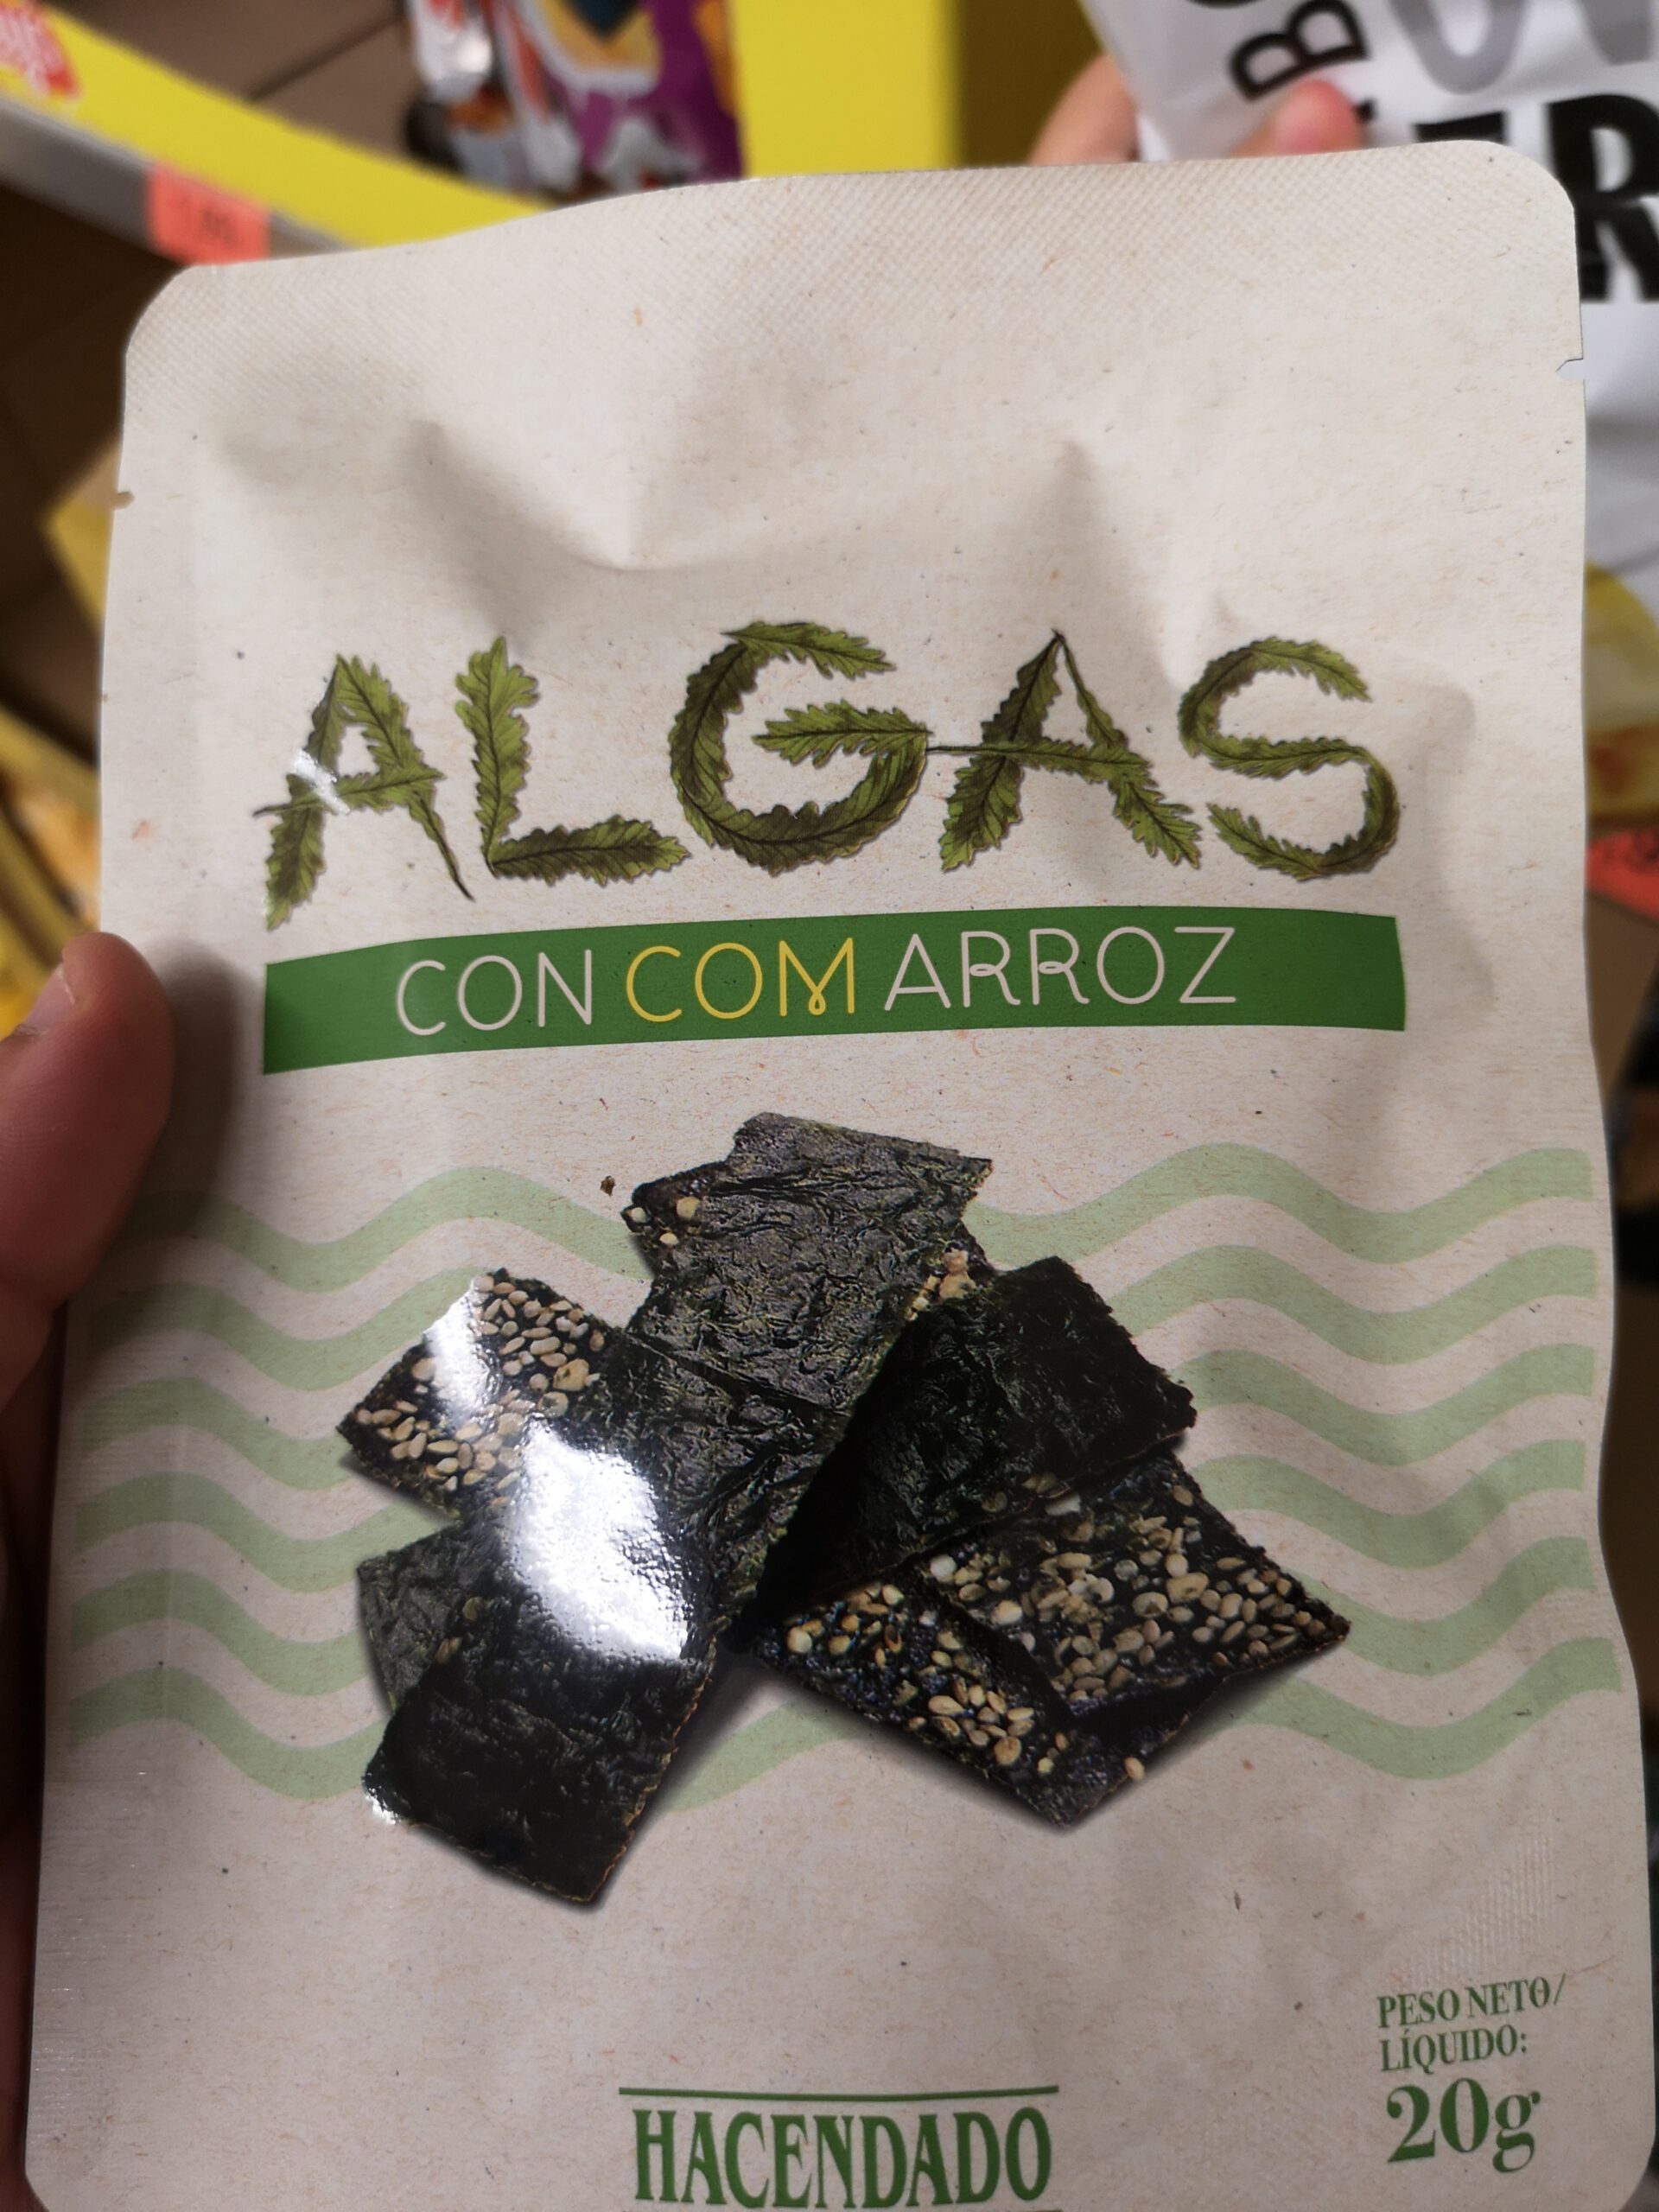 ALGAS
CON COM ARROZ
PESO NETO/
LÍQUIDO:
20g
HACENDADO